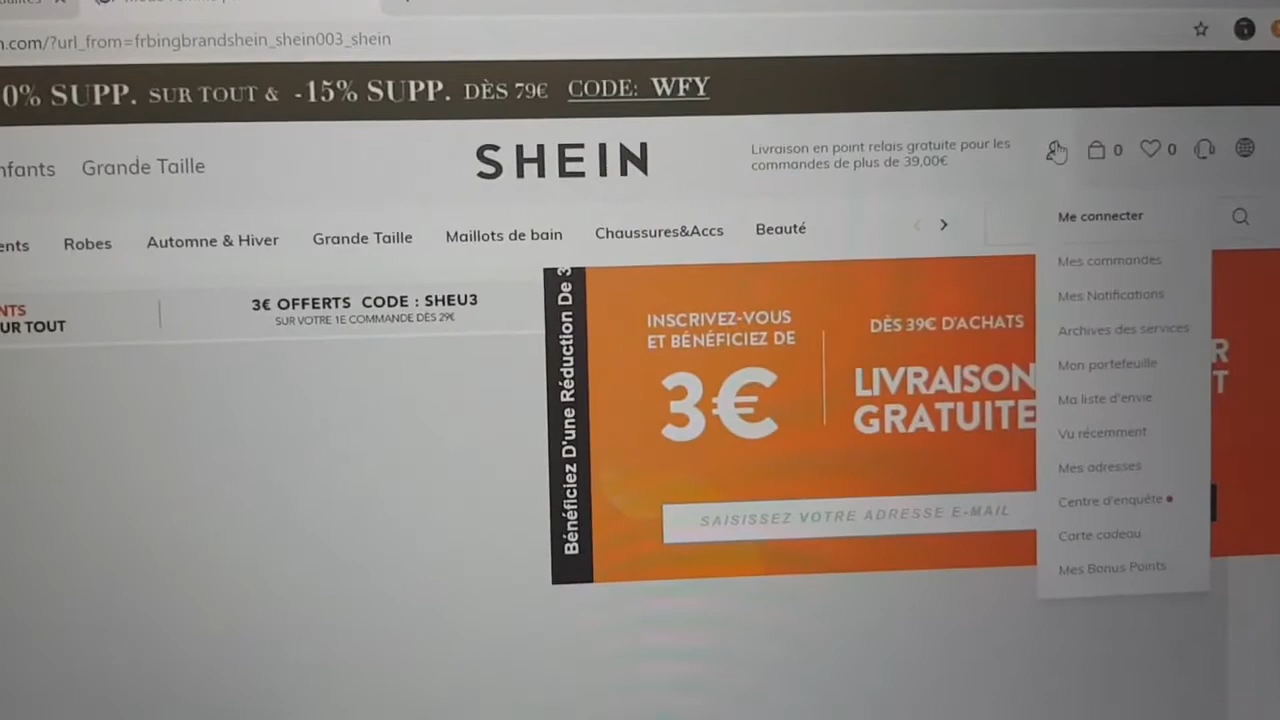 n.com/?url_from=frbingbrandshein_shein003_shein
0% SUPP. SUR TOUT & -15% SUPP. DÈS 79€ CODE: WFY
nfants Grande Taille
SHEIN
Livraison en point relais gratuite pour les
commandes de plus de 39,00€
0 0
ents Robes Automne & Hiver Grande Taille Maillots de bain Chaussures&Accs Beauté
Me connecter
Mes commandes
Mes Notifications
Archives des services
Mon portefeuille
Ma liste d'envie
Vu récemment
Mes adresses
Centre d'enquête
Carte cadeau
Mes Bonus Points
NTS
UR TOUT
3€ OFFERTS CODE : SHEU3
SUR VOTRE 1E COMMANDE DÈS 29€
Bénéficiez D'une Réduction De 3
INSCRIVEZ-VOUS
ET BÉNÉFICIEZ DE
3€
DÈS 39€ D'ACHATS
LIVRAISON
GRATUITE
SAISISSEZ VOTRE ADRESSE E-MAIL
R
T